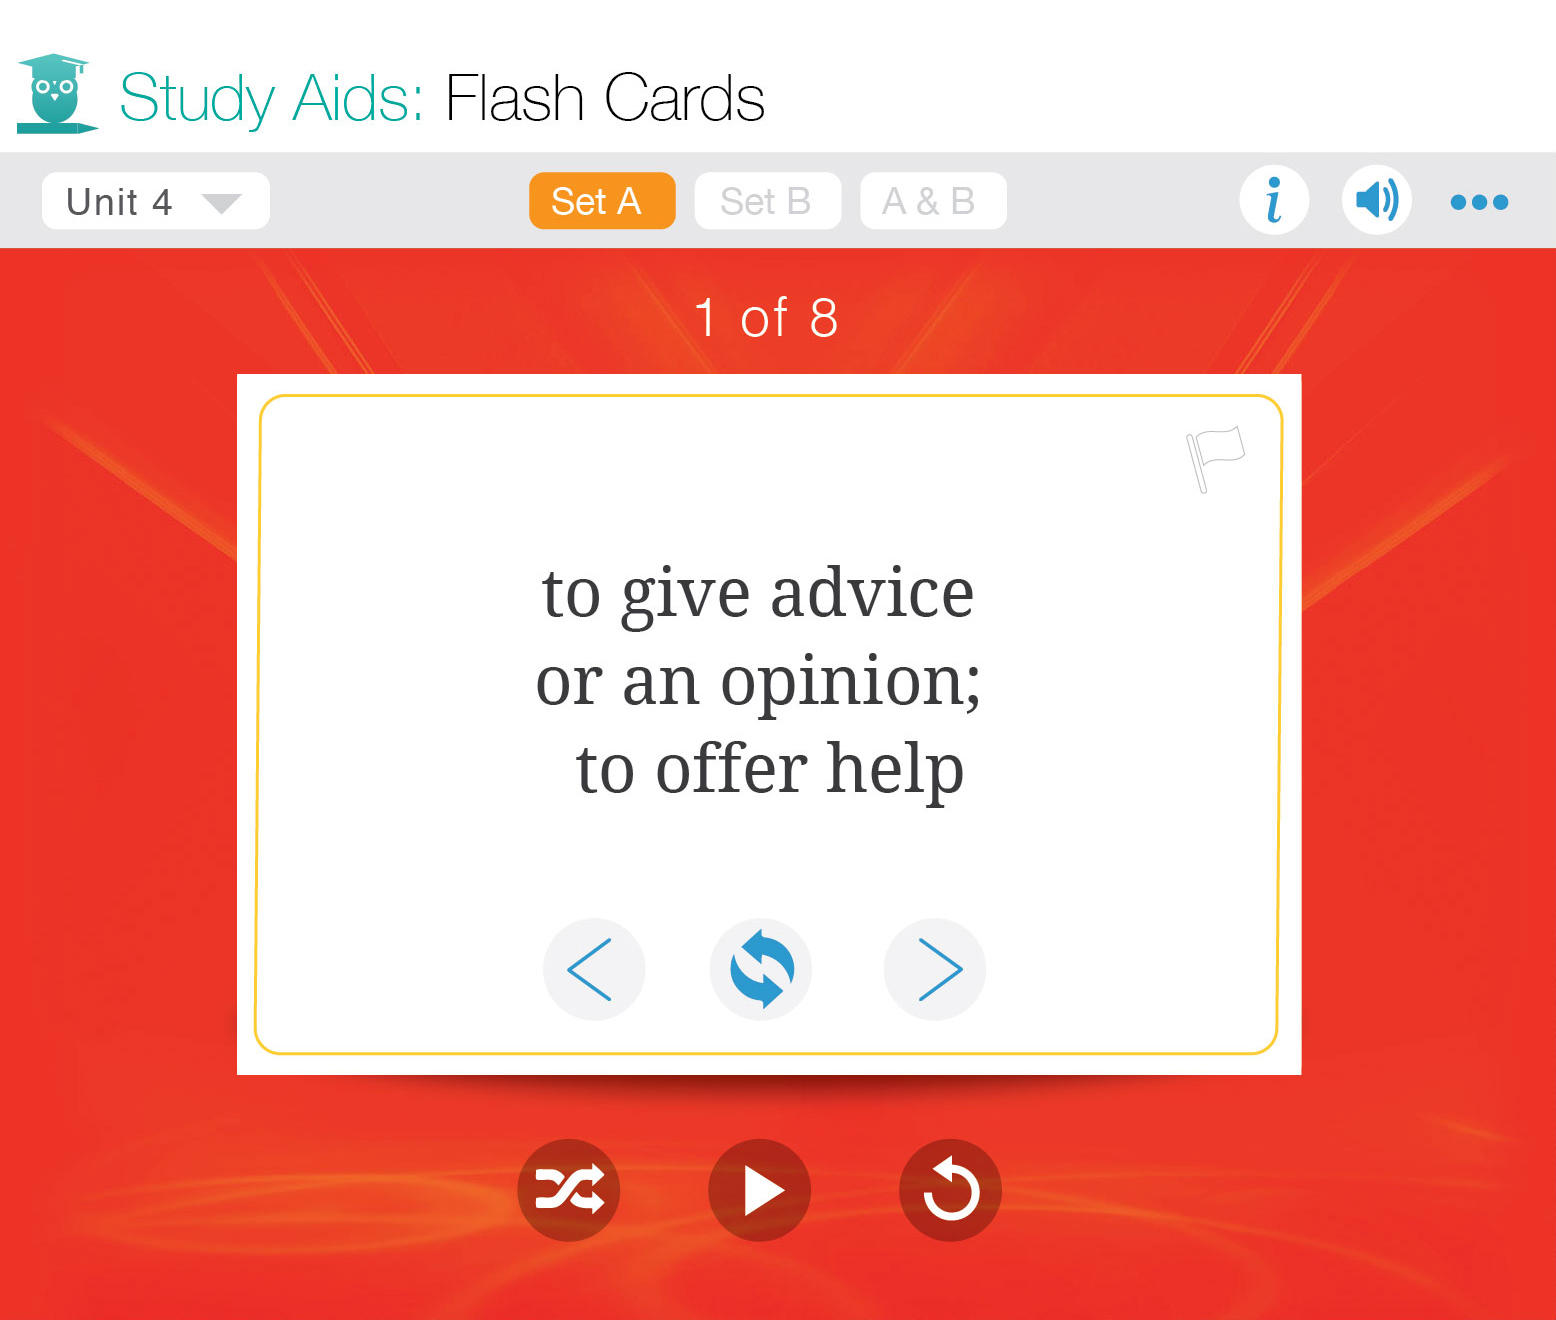 Study Aids: Flash Cards
Unit 4
Set A
Set B
A & B
i
1 of 8
to give advice
or an opinion;
to offer help